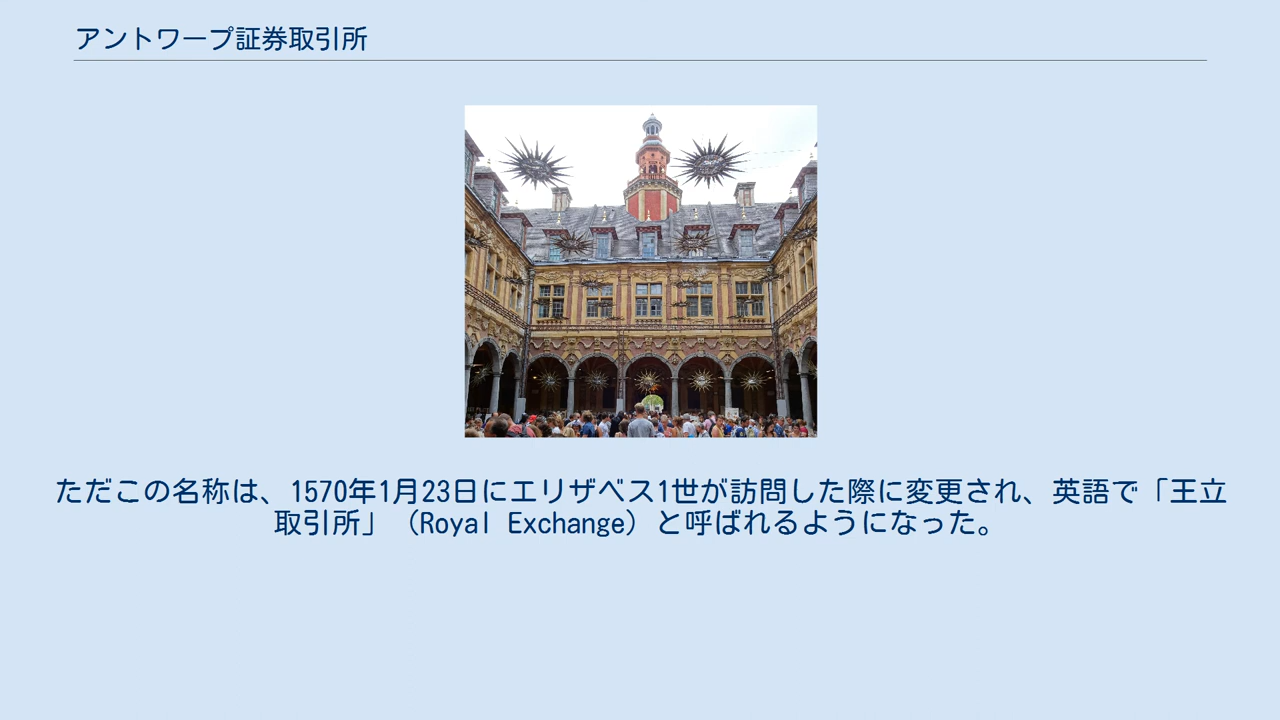 アントワープ証券取引所
ただこの名称は、1570年1月23日にエリザベス1世が訪問した際に変更され、英語で「王立
取引所」（Royal Exchange）と呼ばれるようになった。